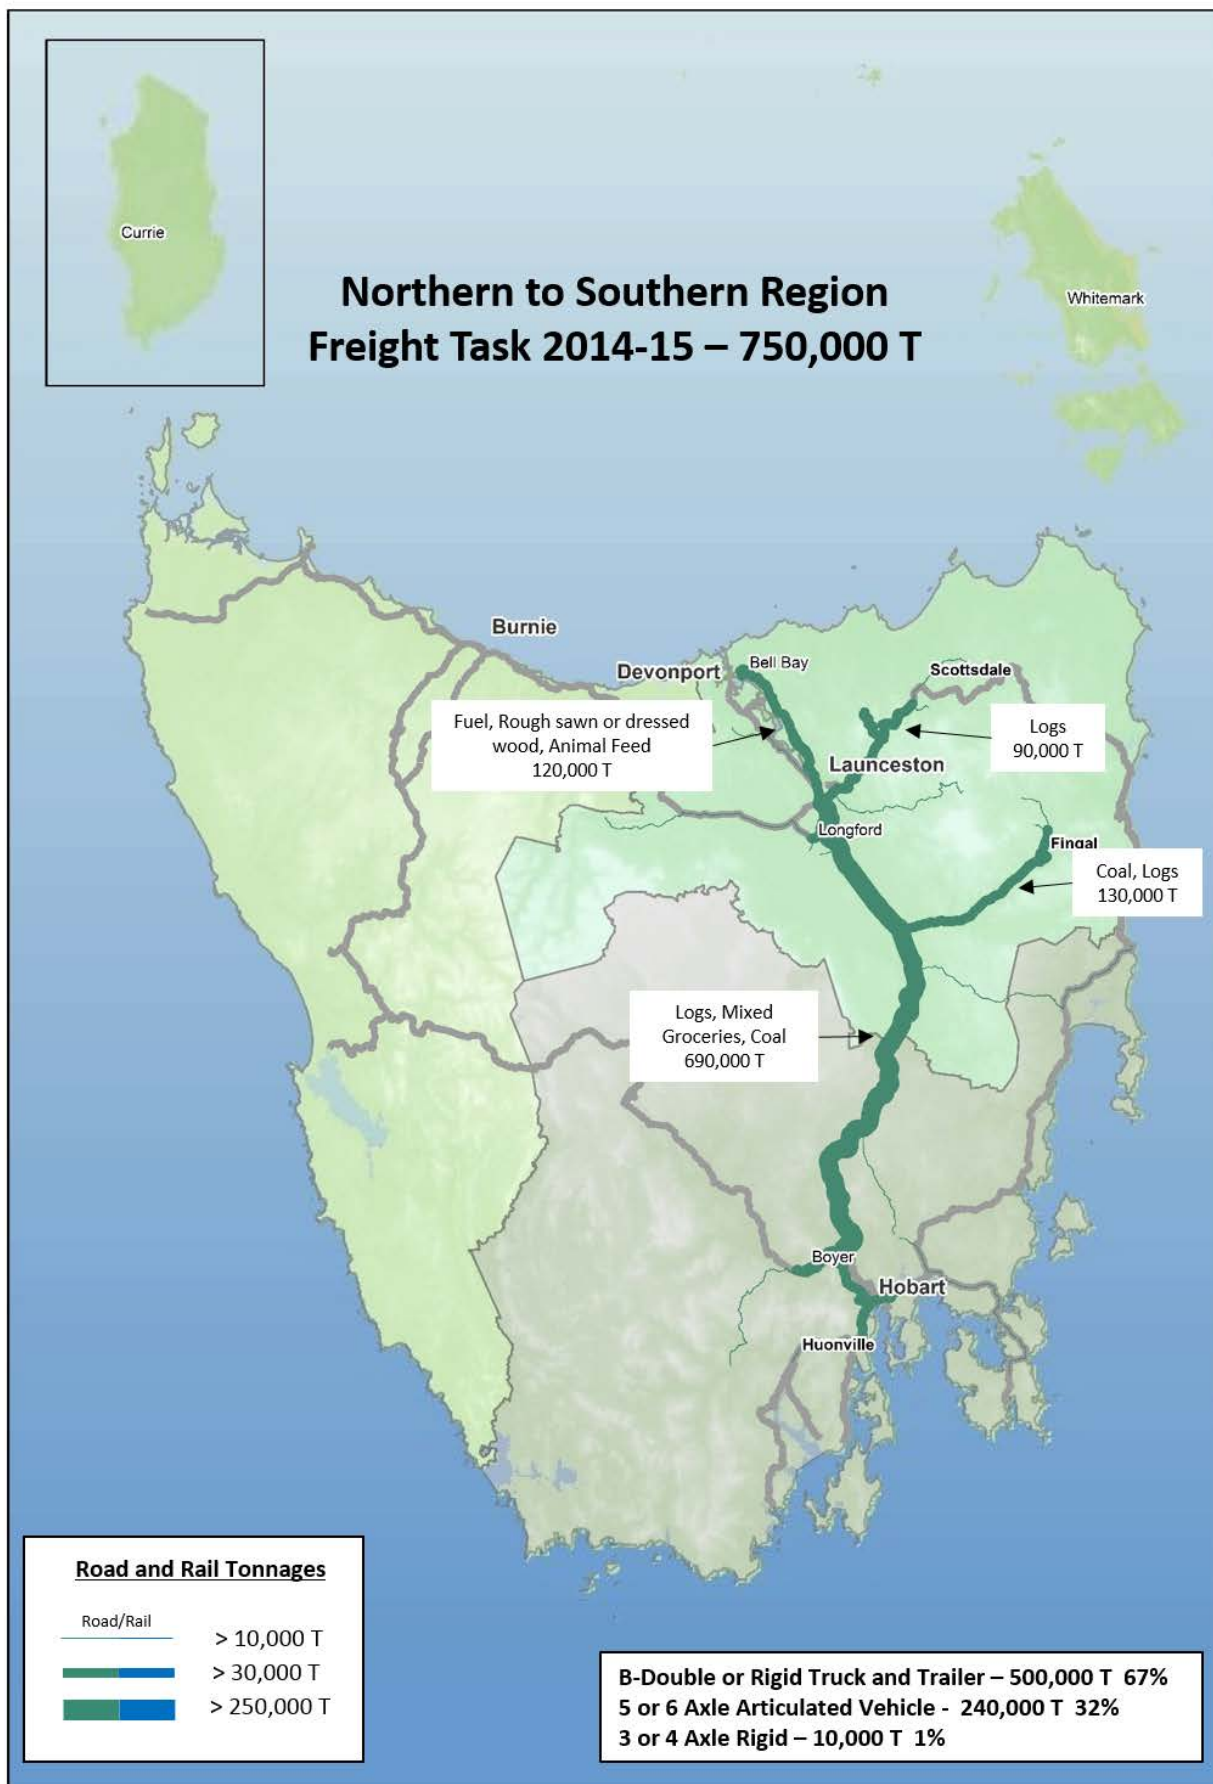 Currie
Whitemark
Northern to Southern Region
Freight Task 2014-15 – 750,000 T
Burnie
Devonport
Bell Bay
Scottsdale
Fuel, Rough sawn or dressed
wood, Animal Feed
120,000 T
Logs
90,000 T
Launceston
Longford
Fingal
Coal, Logs
130,000 T
Logs, Mixed
Groceries, Coal
690,000 T
Boyer
Hobart
Huonville
Road and Rail Tonnages
Road/Rail
> 10,000 T
> 30,000 T
> 250,000 T
B-Double or Rigid Truck and Trailer – 500,000 T 67%
5 or 6 Axle Articulated Vehicle - 240,000 T 32%
3 or 4 Axle Rigid – 10,000 T 1%